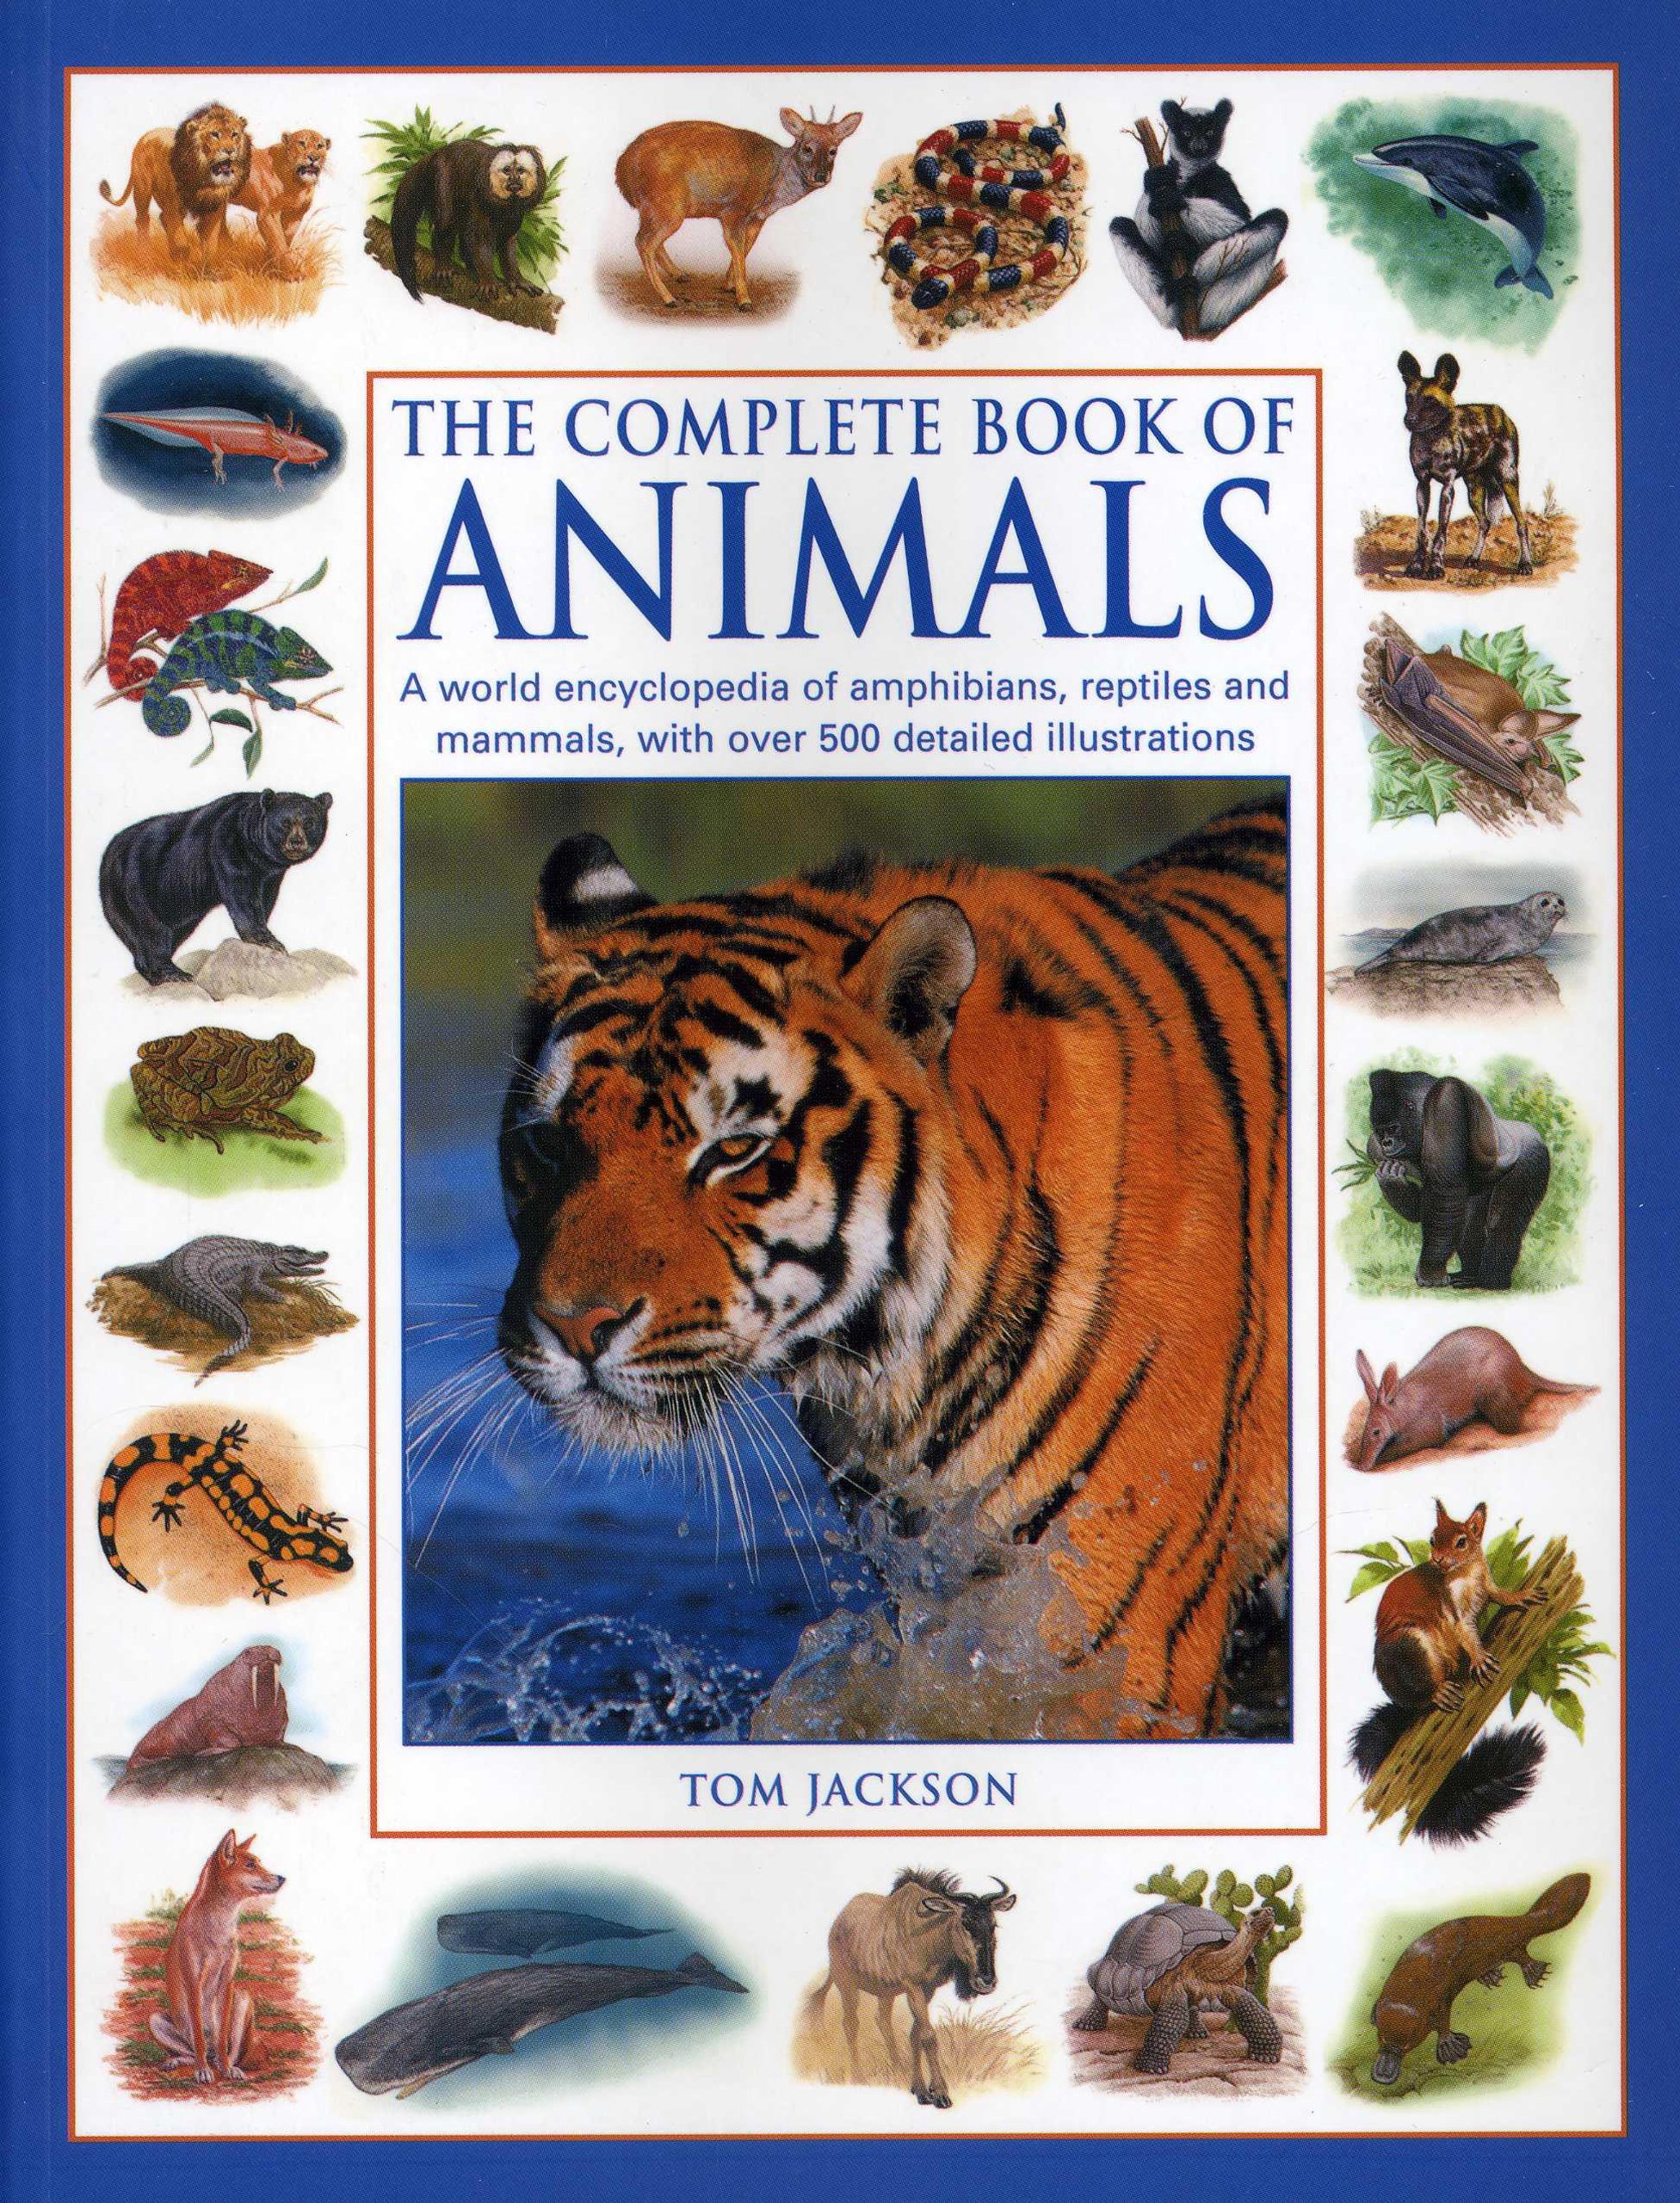 THE COMPLETE BOOK OF
ANIMALS
A world encyclopedia of amphibians, reptiles and
mammals, with over 500 detailed illustrations
TOM JACKSON